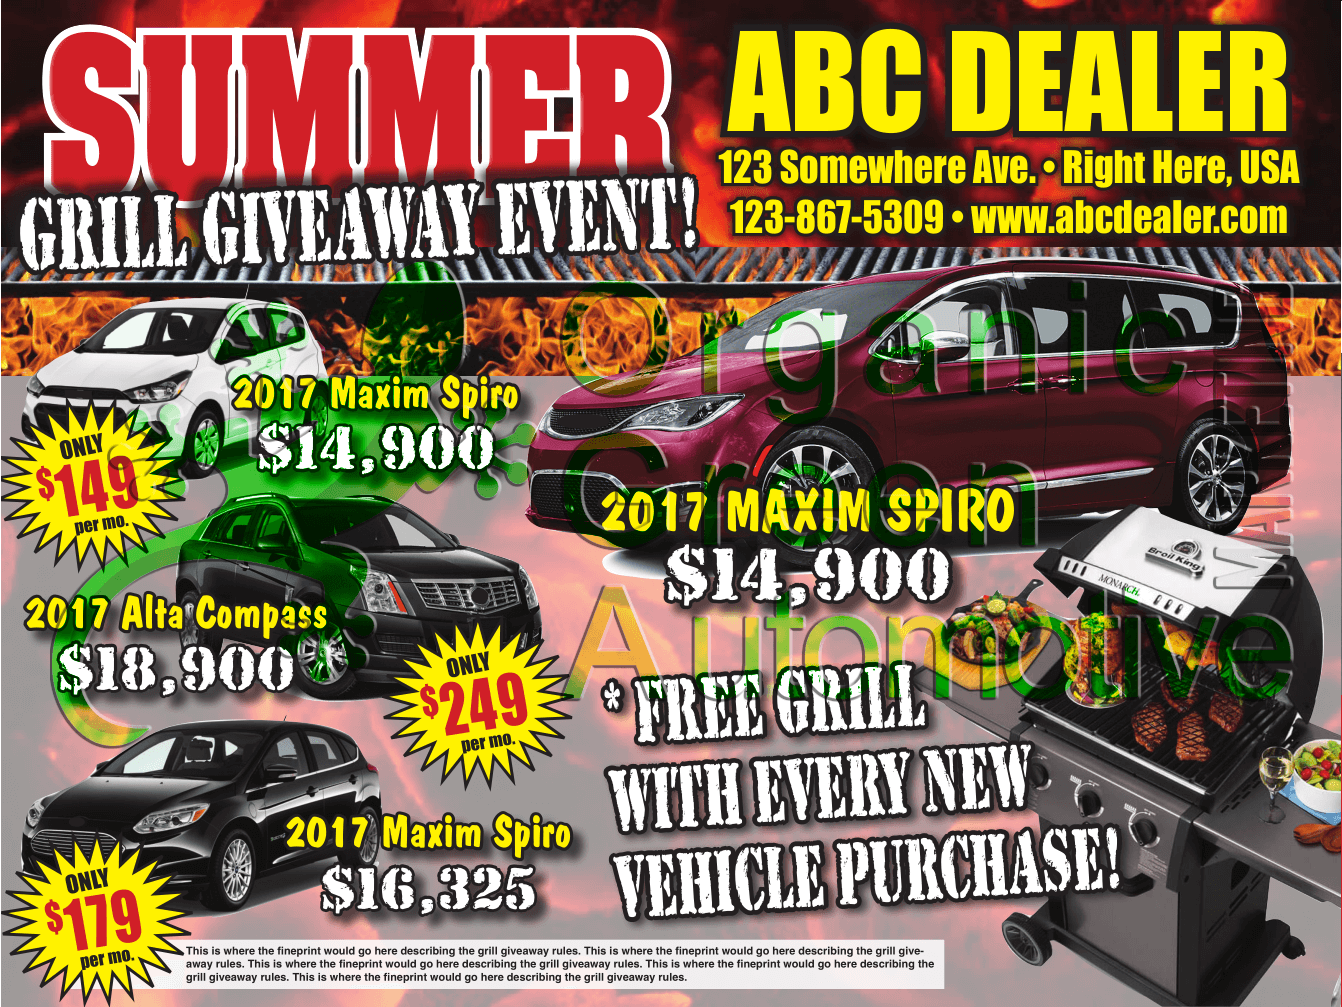 SUMMER
GRILL GIVEAWAY EVENT!
ABC DEALER
123 Somewhere Ave. • Right Here, USA
123-867-5309 • www.abcdealer.com
2017 Maxim Spiro
$14,900
ONLY
$149
per mo.
2017 Alta Compass
$18,900
ONLY
$249
per mo.
2017 Maxim Spiro
$16,325
ONLY
$179
per mo.
2017 MAXIM SPIRO
$14,900
* FREE GRILL
WITH EVERY NEW
VEHICLE PURCHASE!
Broil King
MONARCH
Organic
Green
Automotive
MARKETING
This is where the fineprint would go here describing the grill giveaway rules. This is where the fineprint would go here describing the grill give-
away rules. This is where the fineprint would go here describing the grill giveaway rules. This is where the fineprint would go here describing the
grill giveaway rules. This is where the fineprint would go here describing the grill giveaway rules.